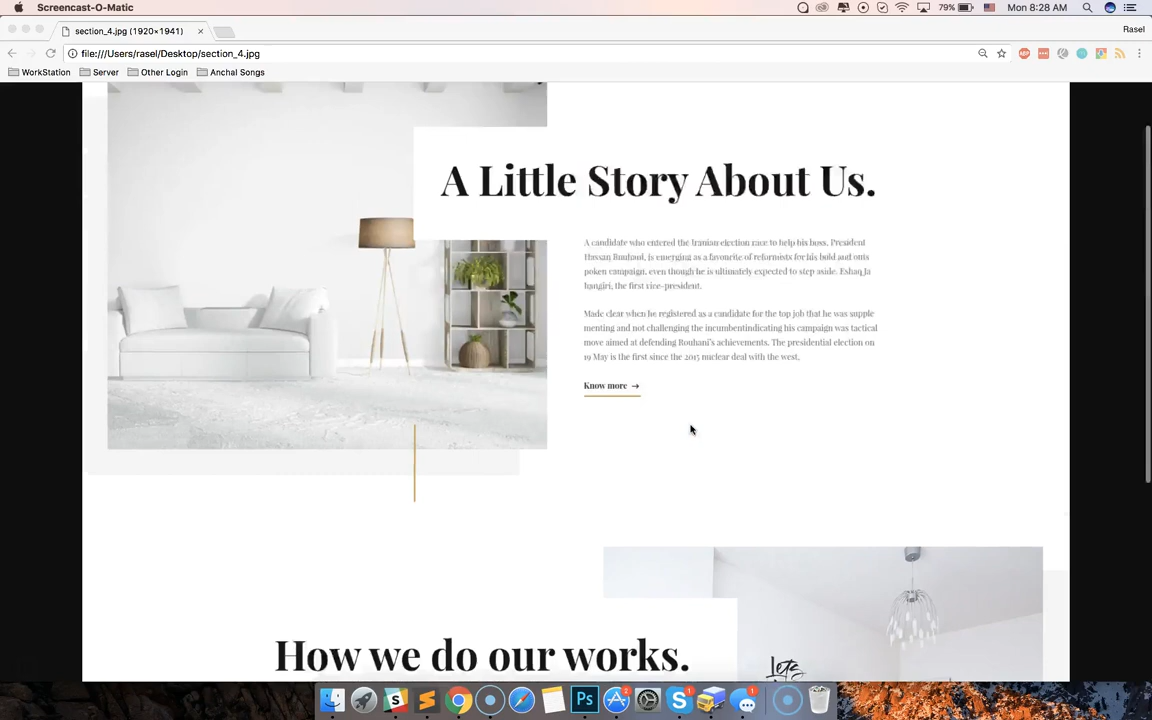 Screencast-O-Matic
79%
Mon 8:28 AM
section_4.jpg (1920×1941)
Rasel
file:///Users/rasel/Desktop/section_4.jpg
WorkStation
Server
Other Login
Anchal Songs
A Little Story About Us.
A candidate who entered the Iranian election race to help his boss, President
Hassan Rouhani, is emerging as a favourite of reformists for his bold and outs
poken campaign, even though he is ultimately expected to step aside. Eshaq Ja
hangiri, the first vice-president.
Made clear when he registered as a candidate for the top job that he was supple
menting and not challenging the incumbentindicating his campaign was tactical
move aimed at defending Rouhani's achievements. The presidential election on
19 May is the first since the 2015 nuclear deal with the west,
Know more →
How we do our works.
Lets